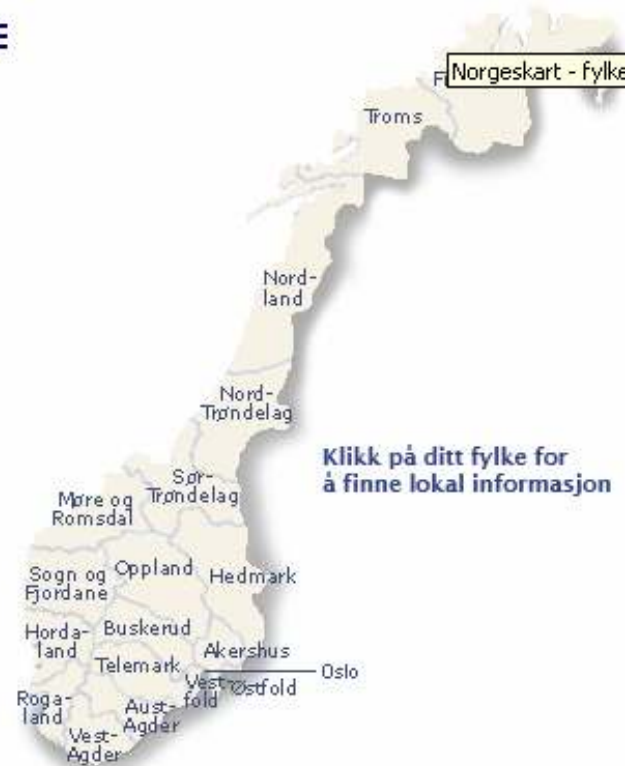 E
Norgeskart - fylke
F
Troms
Nord-
land
Nord-
Trøndelag
Klikk på ditt fylke for
å finne lokal informasjon
Sør-
Trøndelag
Møre og
Romsdal
Sogn og
Fjordane
Oppland
Hedmark
Horda-
land
Buskerud
Akershus
Telemark
Oslo
Vest-
fold
Østfold
Roga-
land
Aust-
Agder
Vest-
Agder